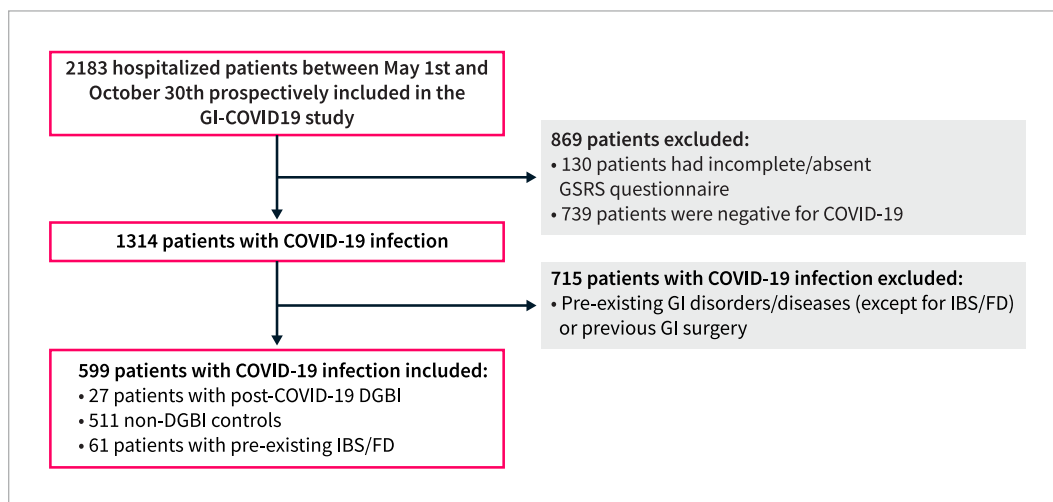 2183 hospitalized patients between May 1st and
October 30th prospectively included in the
GI-COVID19 study
869 patients excluded:
• 130 patients had incomplete/absent
GSRS questionnaire
• 739 patients were negative for COVID-19
1314 patients with COVID-19 infection
715 patients with COVID-19 infection excluded:
• Pre-existing GI disorders/diseases (except for IBS/FD)
or previous GI surgery
599 patients with COVID-19 infection included:
• 27 patients with post-COVID-19 DGBI
• 511 non-DGBI controls
• 61 patients with pre-existing IBS/FD